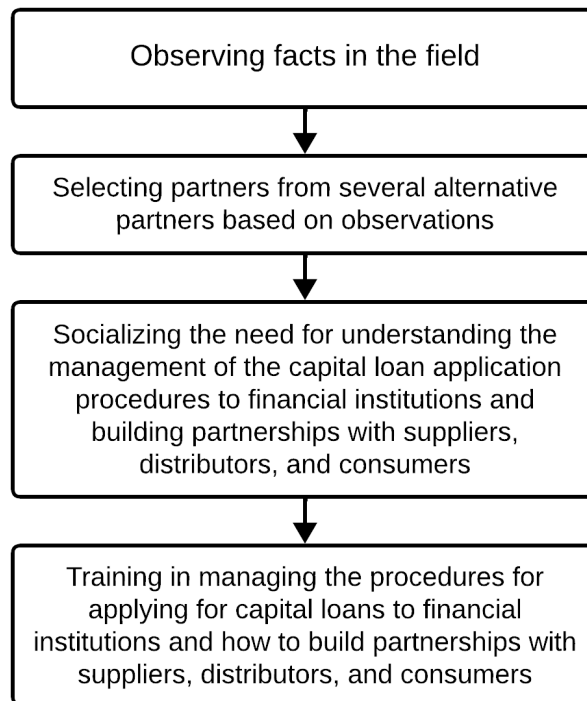 Observing facts in the field
Selecting partners from several alternative
partners based on observations
Socializing the need for understanding the
management of the capital loan application
procedures to financial institutions and
building partnerships with suppliers,
distributors, and consumers
Training in managing the procedures for
applying for capital loans to financial
institutions and how to build partnerships with
suppliers, distributors, and consumers